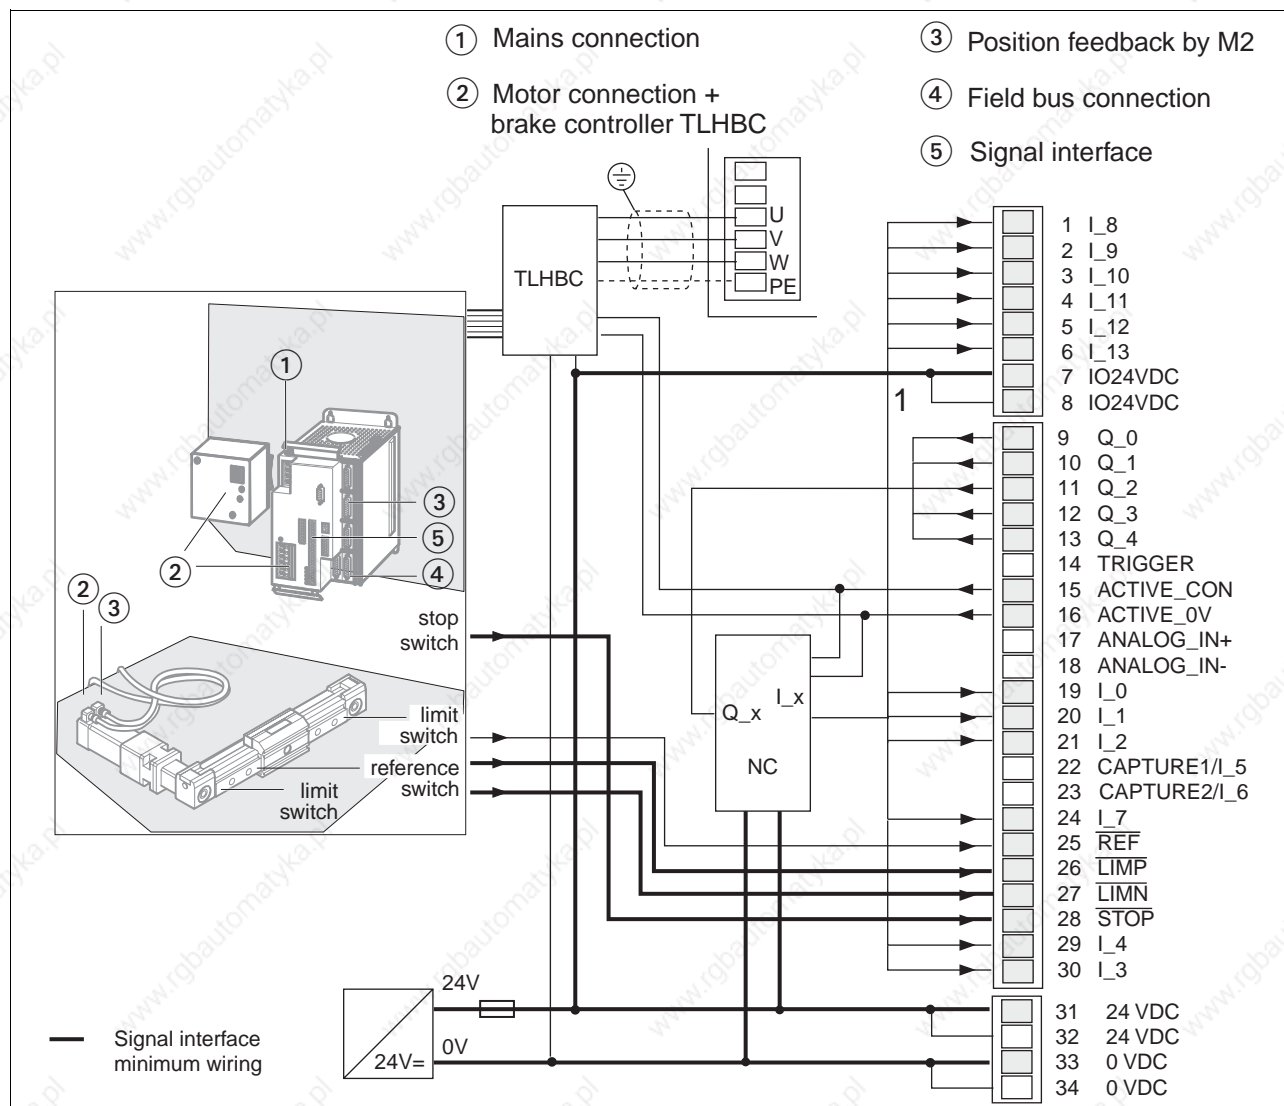 1 Mains connection
2 Motor connection +
brake controller TLHBC
3 Position feedback by M2
4 Field bus connection
5 Signal interface
U
V
W
PE
TLHBC
1
3
5
2
4
2
3
stop
switch
limit
switch
reference
switch
limit
switch
Q_x
I_x
NC
1
1 I_8
2 I_9
3 I_10
4 I_11
5 I_12
6 I_13
7 IO24VDC
8 IO24VDC
9 Q_0
10 Q_1
11 Q_2
12 Q_3
13 Q_4
14 TRIGGER
15 ACTIVE_CON
16 ACTIVE_0V
17 ANALOG_IN+
18 ANALOG_IN-
19 I_0
20 I_1
21 I_2
22 CAPTURE1/I_5
23 CAPTURE2/I_6
24 I_7
25 REF
26 LIMP
27 LIMN
28 STOP
29 I_4
30 I_3
31 24 VDC
32 24 VDC
33 0 VDC
34 0 VDC
24V
0V
24V=
Signal interface
minimum wiring
www.rgbautomatyka.pl